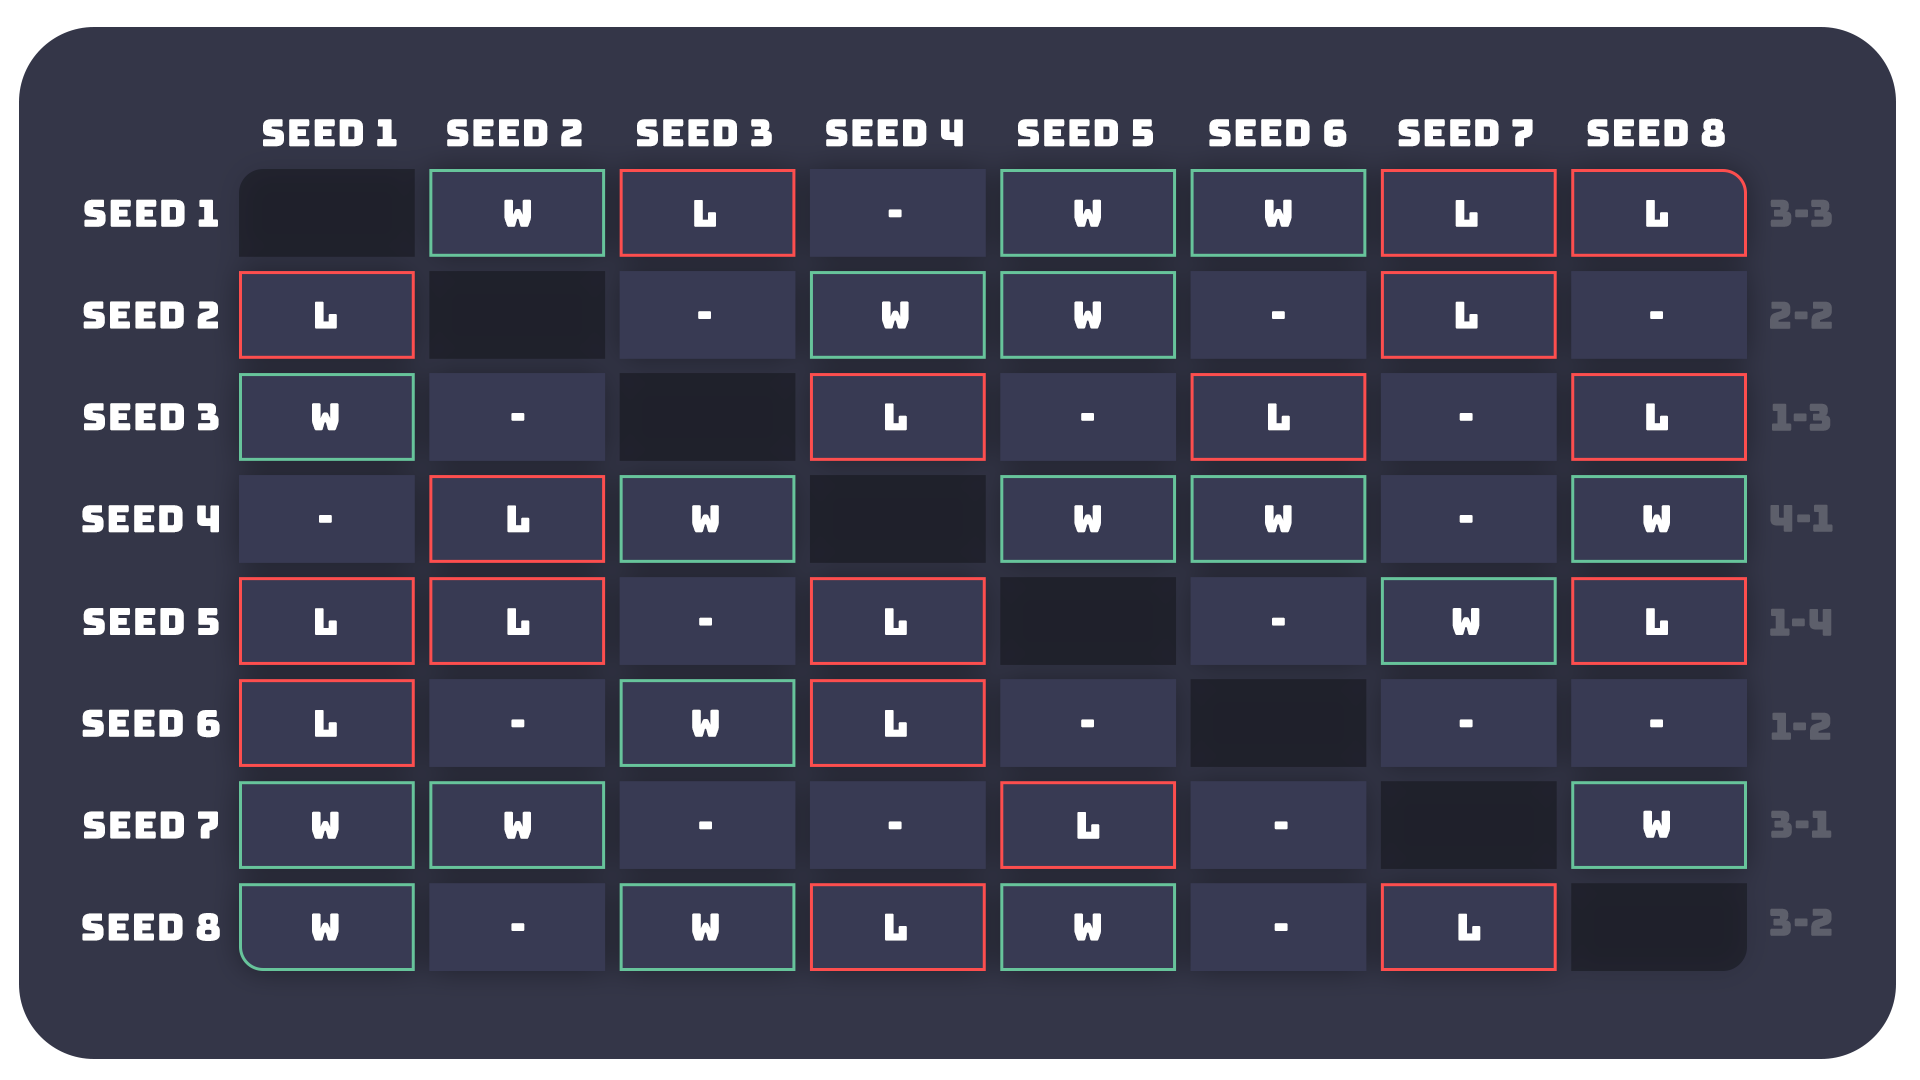 SEED 1 SEED 2 SEED 3 SEED 4 SEED 5 SEED 6 SEED 7 SEED 8
SEED 1 W L - W W L L 3-3
SEED 2 L - W W - L - 2-2
SEED 3 W - L - L - L 1-3
SEED 4 - L W W W - W 4-1
SEED 5 L L - L - W L 1-4
SEED 6 L - W L - - - 1-2
SEED 7 W W - - L - W 3-1
SEED 8 W - W L W - L 3-2